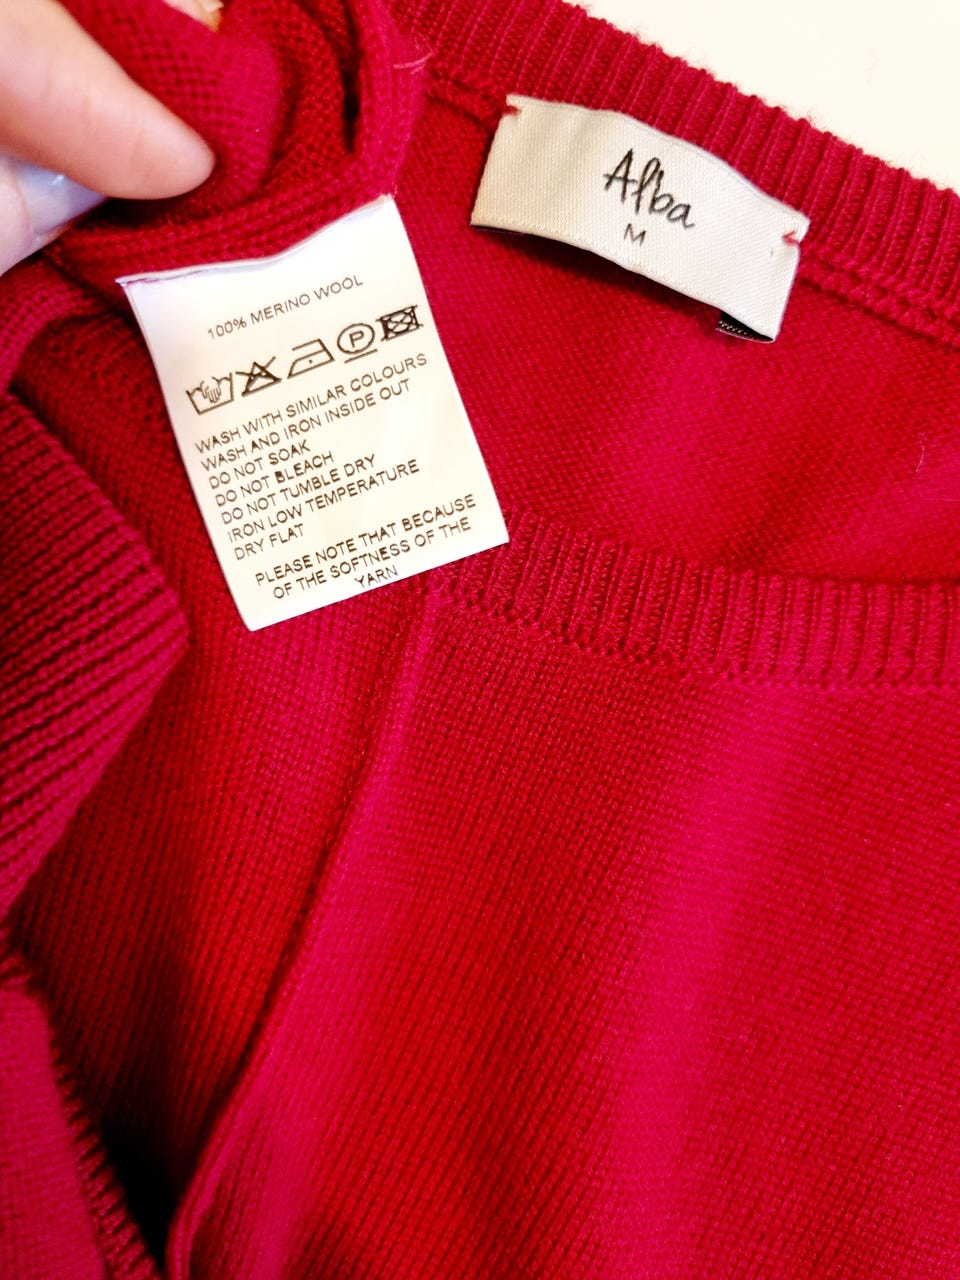 Alba
M
100% MERINO WOOL
P
WASH WITH SIMILAR COLOURS
WASH AND IRON INSIDE OUT
DO NOT SOAK
DO NOT BLEACH
DO NOT TUMBLE DRY
IRON LOW TEMPERATURE
DRY FLAT
PLEASE NOTE THAT BECAUSE
OF THE SOFTNESS OF THE
YARN